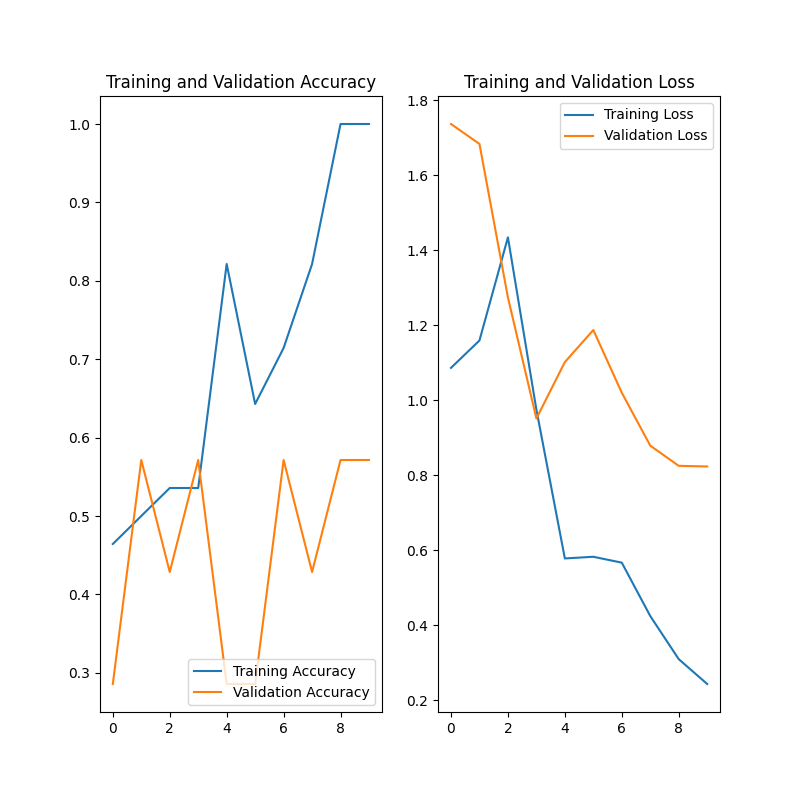 Training and Validation Accuracy
1.0
0.9
0.8
0.7
0.6
0.5
0.4
0.3
0 2 4 6 8
Training Accuracy
Validation Accuracy
Training and Validation Loss
1.8
1.6
1.4
1.2
1.0
0.8
0.6
0.4
0.2
0 2 4 6 8
Training Loss
Validation Loss